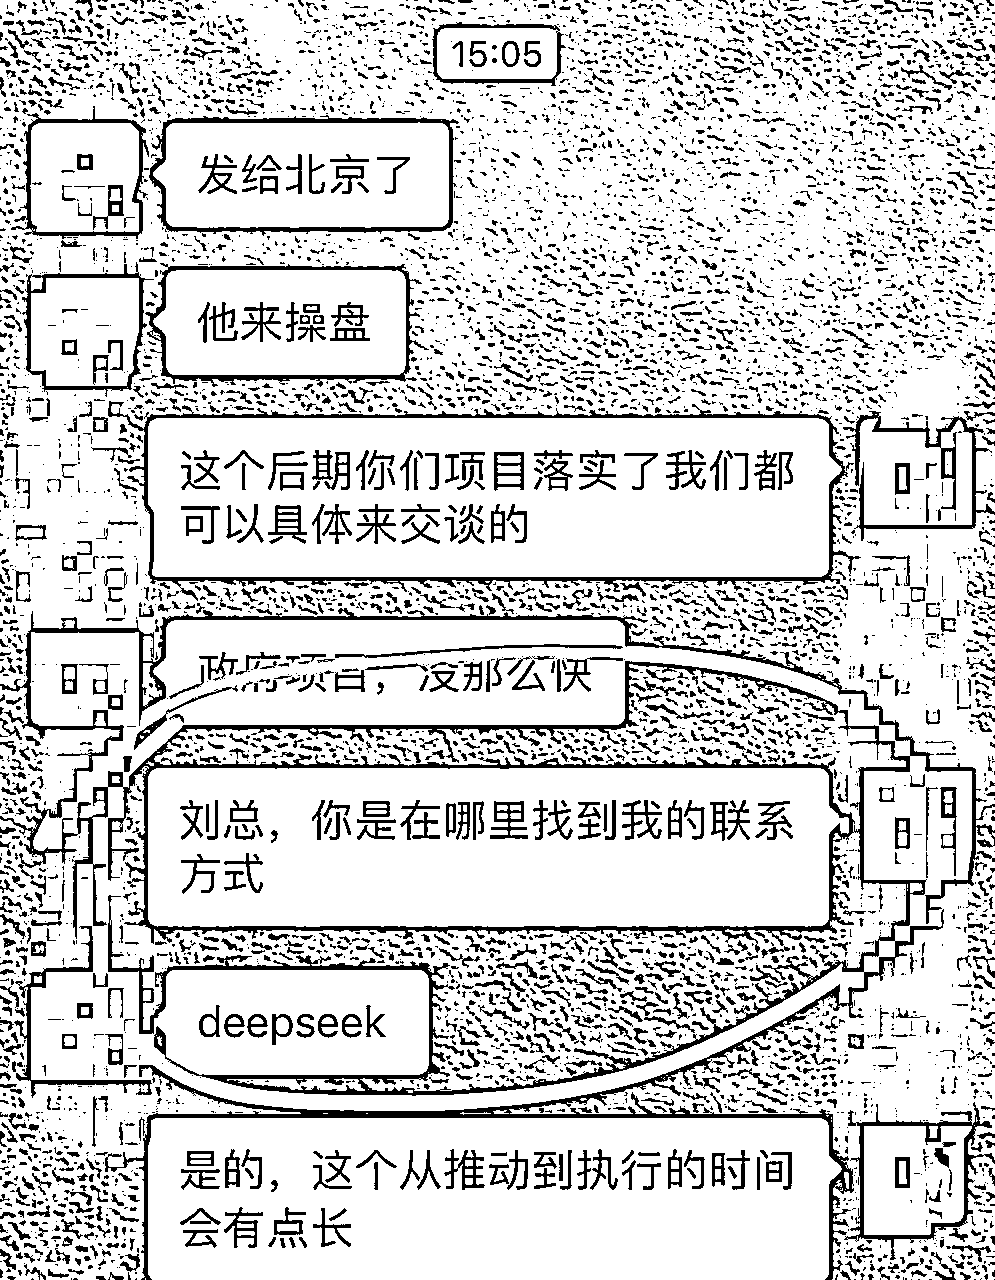 15:05
发给北京了
他来操盘
这个后期你们项目落实了我们都
可以具体来交谈的
政府项目，没那么快
刘总，你是在哪里找到我的联系
方式
deepseek
是的，这个从推动到执行的时间
会有点长